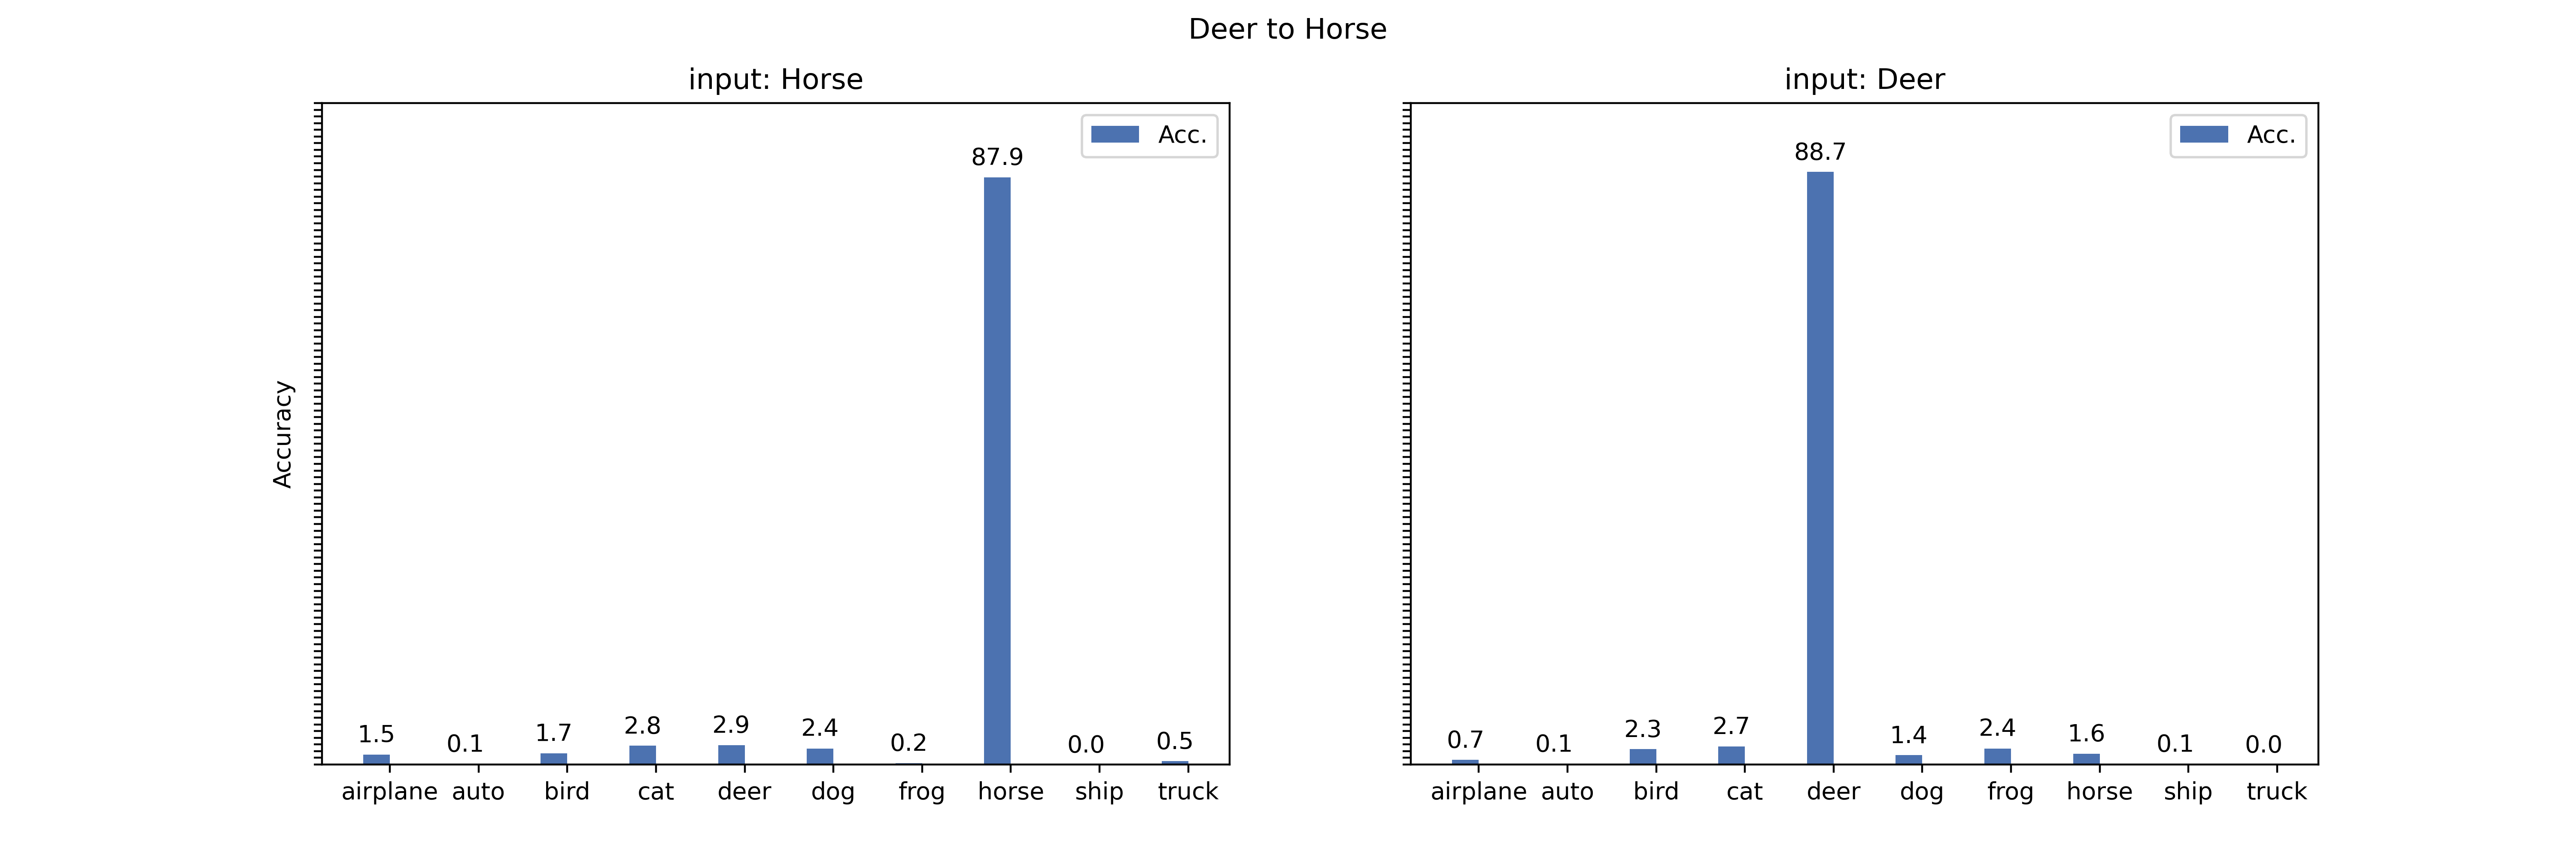 Deer to Horse
input: Horse
Acc.
87.9
1.5
0.1
1.7
2.8
2.9
2.4
0.2
0.0
0.5
Accuracy
airplane auto bird cat deer dog frog horse ship truck
input: Deer
Acc.
88.7
0.7
0.1
2.3
2.7
1.4
2.4
1.6
0.1
0.0
airplane auto bird cat deer dog frog horse ship truck